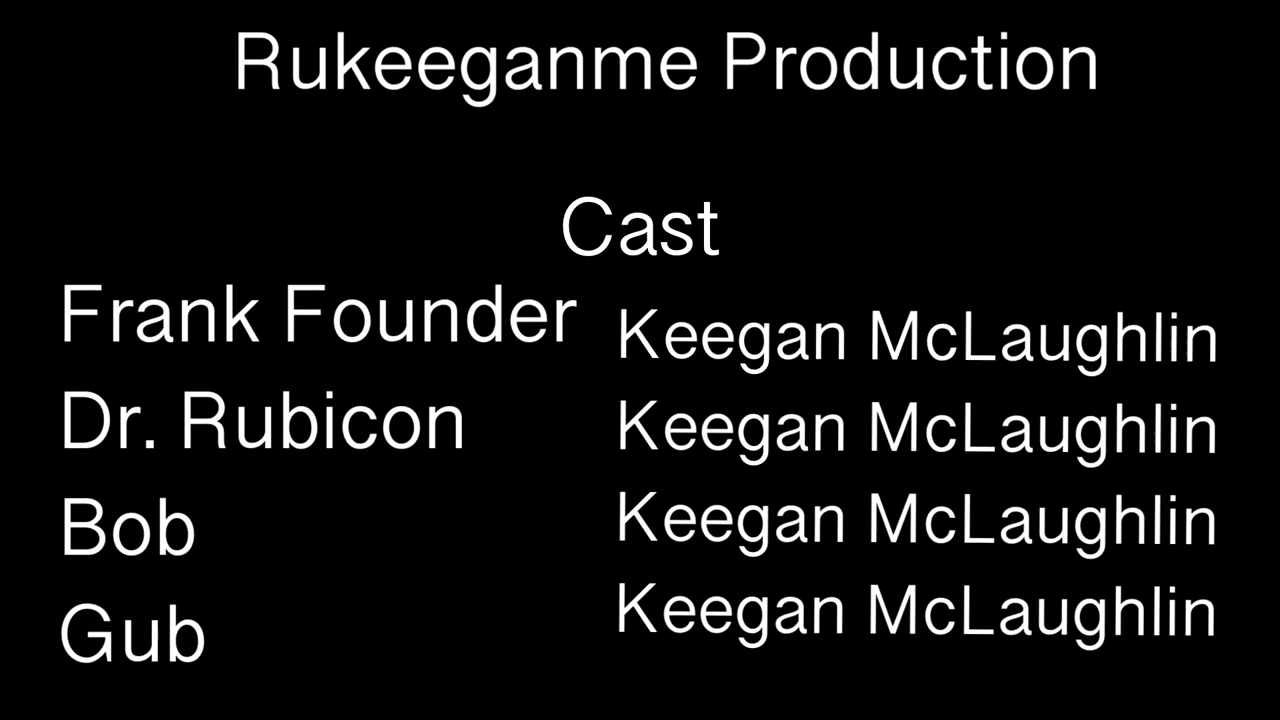 Rukeeganme Production
Cast
Frank Founder Keegan McLaughlin
Dr. Rubicon Keegan McLaughlin
Bob Keegan McLaughlin
Gub Keegan McLaughlin